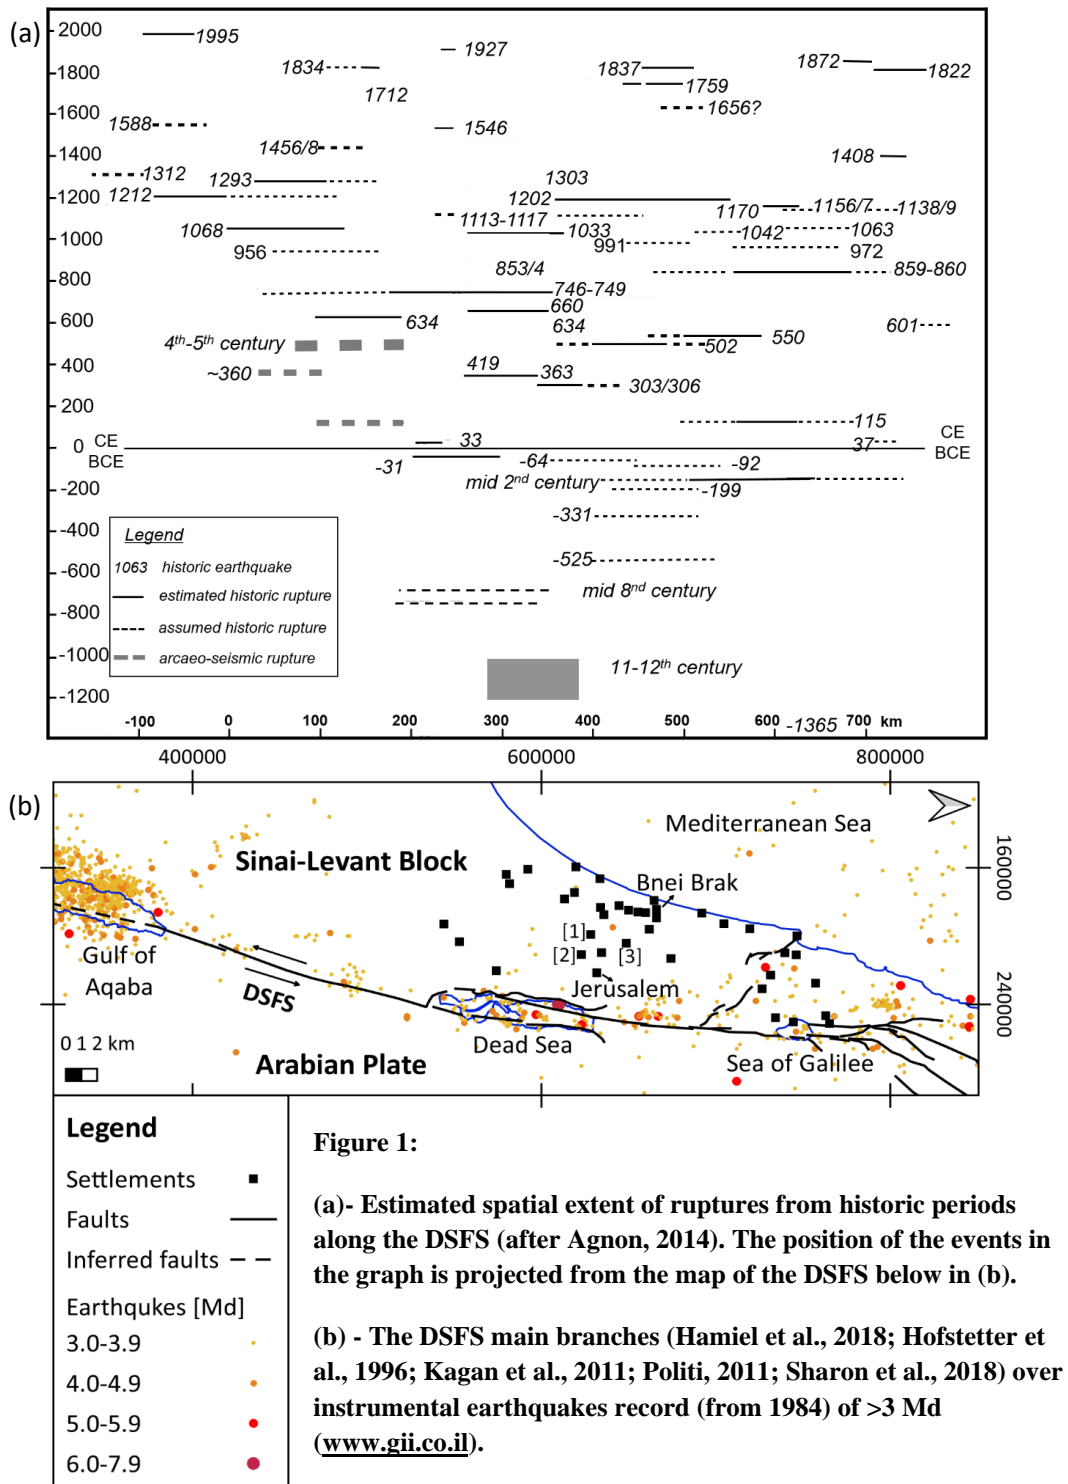 (a)
2000
1995
1927
1872
1834
1837
1822
1800
1759
1712
1656?
1600
1588
1546
1456/8
1400
1408
1312
1293
1303
1200
1212
1202
1170
1156/7
1138/9
1113-1117
1068
1033
1042
1063
1000
956
991
972
853/4
859-860
800
746-749
660
600
634
634
601
550
4th-5th century
502
400
419
363
~360
303/306
200
115
0
CE
33
37
CE
BCE
-31
-64
-92
BCE
mid 2nd century
-200
-199
-331
-400
Legend
-525
1063 historic earthquake
-600
estimated historic rupture
mid 8nd century
assumed historic rupture
-800
arcaeo-seismic rupture
-1000
11-12th century
-1200
-100 0 100 200 300 400 500 600 -1365 700 km
400000 600000 800000
(b)
Mediterranean Sea
160000
Sinai-Levant Block
Bnei Brak
[1]
[2]
[3]
Gulf of
Aqaba
DSFS
Jerusalem
240000
Dead Sea
0 1 2 km
Arabian Plate
Sea of Galilee
Legend
Settlements
Faults
Inferred faults
Earthqukes [Md]
3.0-3.9
4.0-4.9
5.0-5.9
6.0-7.9
Figure 1:
(a)- Estimated spatial extent of ruptures from historic periods
along the DSFS (after Agnon, 2014). The position of the events in
the graph is projected from the map of the DSFS below in (b).
(b) - The DSFS main branches (Hamiel et al., 2018; Hofstetter et
al., 1996; Kagan et al., 2011; Politi, 2011; Sharon et al., 2018) over
instrumental earthquakes record (from 1984) of >3 Md
(www.gii.co.il).